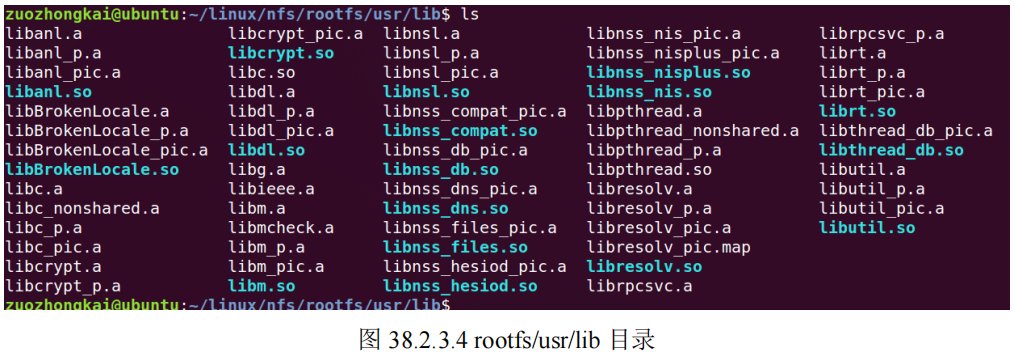 zuozhongkai@ubuntu:~/linux/nfs/rootfs/usr/lib$ ls
libanl.a libcrypt_pic.a libnsl.a libnss_nis_pic.a librpcsvc_p.a
libanl_p.a libcrypt.so libnsl_p.a libnss_nisplus_pic.a librt.a
libanl_pic.a libc.so libnsl_pic.a libnss_nisplus.so librt_p.a
libanl.so libdl.a libnsl.so libnss_nis.so librt_pic.a
libBrokenLocale.a libdl_p.a libnss_compat_pic.a libpthread.a librt.so
libBrokenLocale_p.a libdl_pic.a libnss_compat.so libpthread_nonshared.a libthread_db_pic.a
libBrokenLocale_pic.a libdl.so libnss_db_pic.a libpthread_p.a libthread_db.so
libBrokenLocale.so libg.a libnss_db.so libpthread.so libutil.a
libc.a libieee.a libnss_dns_pic.a libresolv.a libutil_p.a
libc_nonshared.a libm.a libnss_dns.so libresolv_p.a libutil_pic.a
libc_p.a libmcheck.a libnss_files_pic.a libresolv_pic.a libutil.so
libc_pic.a libm_p.a libnss_files.so libresolv_pic.map
libcrypt.a libm_pic.a libnss_hesiod_pic.a libresolv.so
libcrypt_p.a libm.so libnss_hesiod.so librpcsvc.a
zuozhongkai@ubuntu:~/linux/nfs/rootfs/usr/lib$
图 38.2.3.4 rootfs/usr/lib 目录